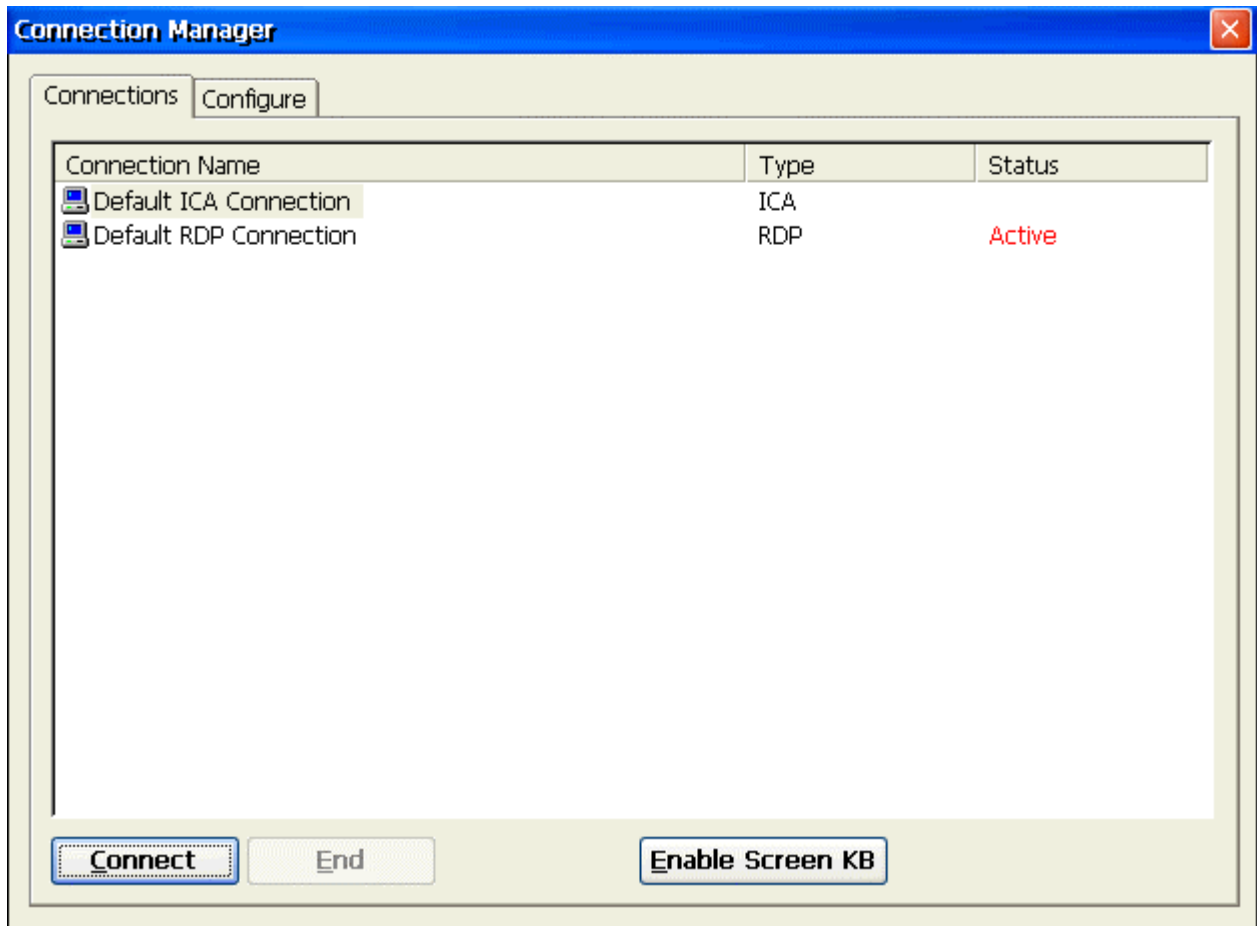 Connection Manager
Connections Configure
Connection Name Type Status
Default ICA Connection ICA
Default RDP Connection RDP Active
Connect End Enable Screen KB